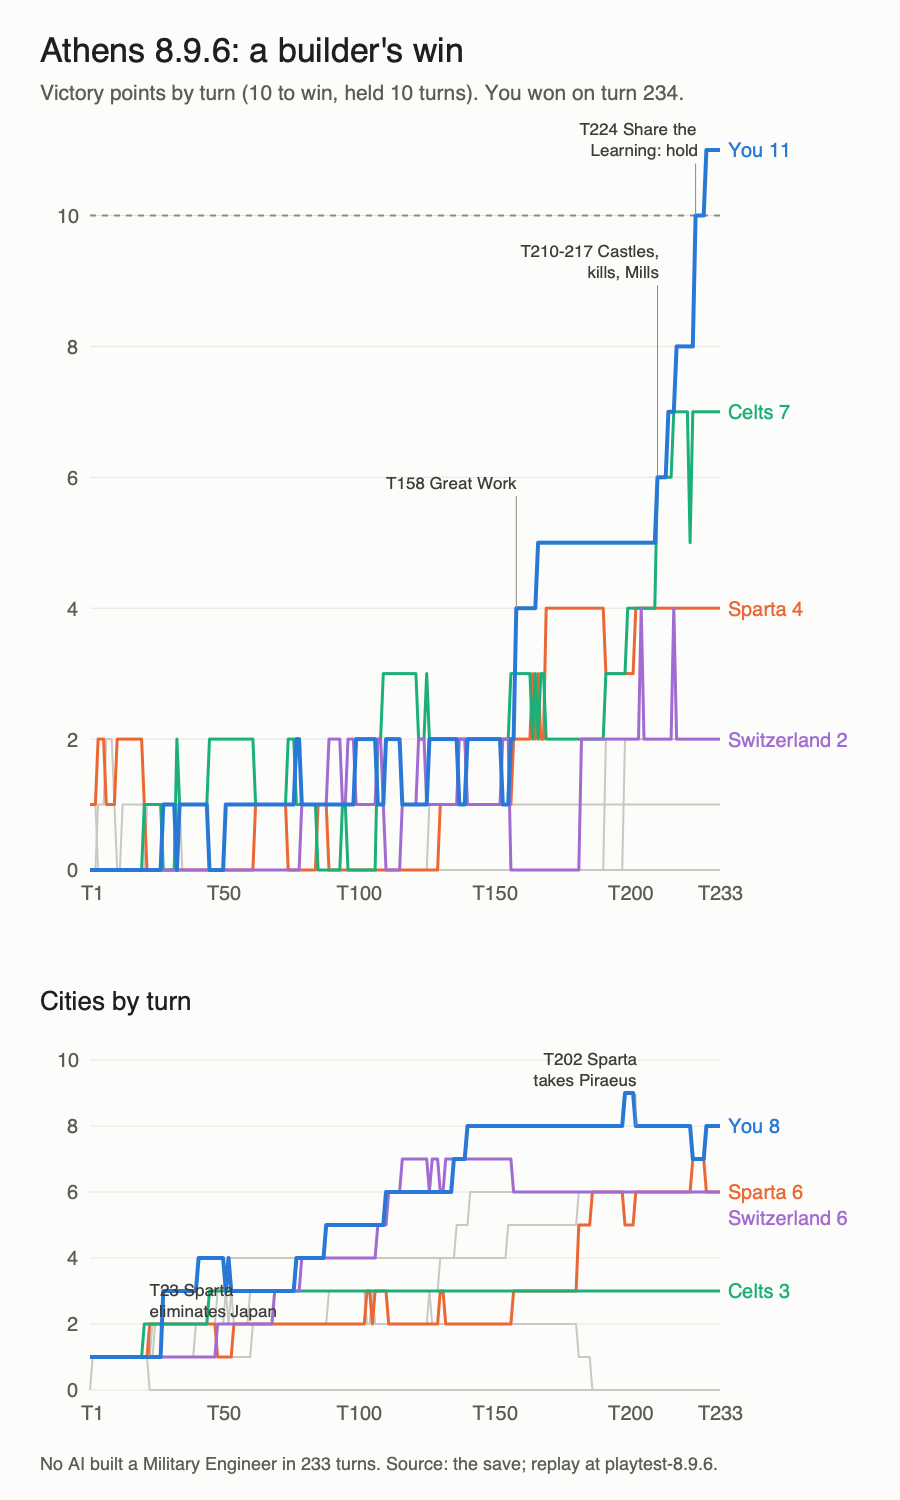 Athens 8.9.6: a builder's win
Victory points by turn (10 to win, held 10 turns). You won on turn 234.
T224 Share the
Learning: hold
You 11
10
T210-217 Castles,
kills, Mills
8
Celts 7
6
T158 Great Work
4
Sparta 4
2
Switzerland 2
0
T1
T50
T100
T150
T200
T233
Cities by turn
10
T202 Sparta
takes Piraeus
8
You 8
6
Sparta 6
Switzerland 6
4
T23 Sparta
eliminates Japan
Celts 3
2
0
T1
T50
T100
T150
T200
T233
No AI built a Military Engineer in 233 turns. Source: the save; replay at playtest-8.9.6.